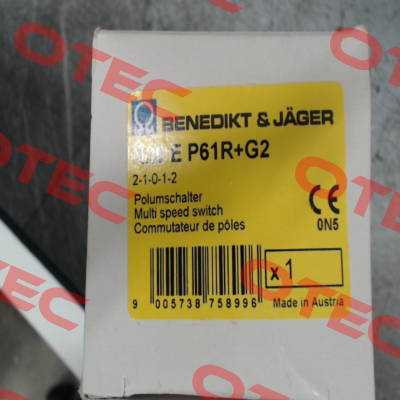 OTEC
BENEDIKT & JÄGER
E P61R+G2
2-1-0-1-2
Polumschalter
Multi speed switch
Commutateur de pôles
CE
0N5
x 1
9 005738 758996
Made in Austria